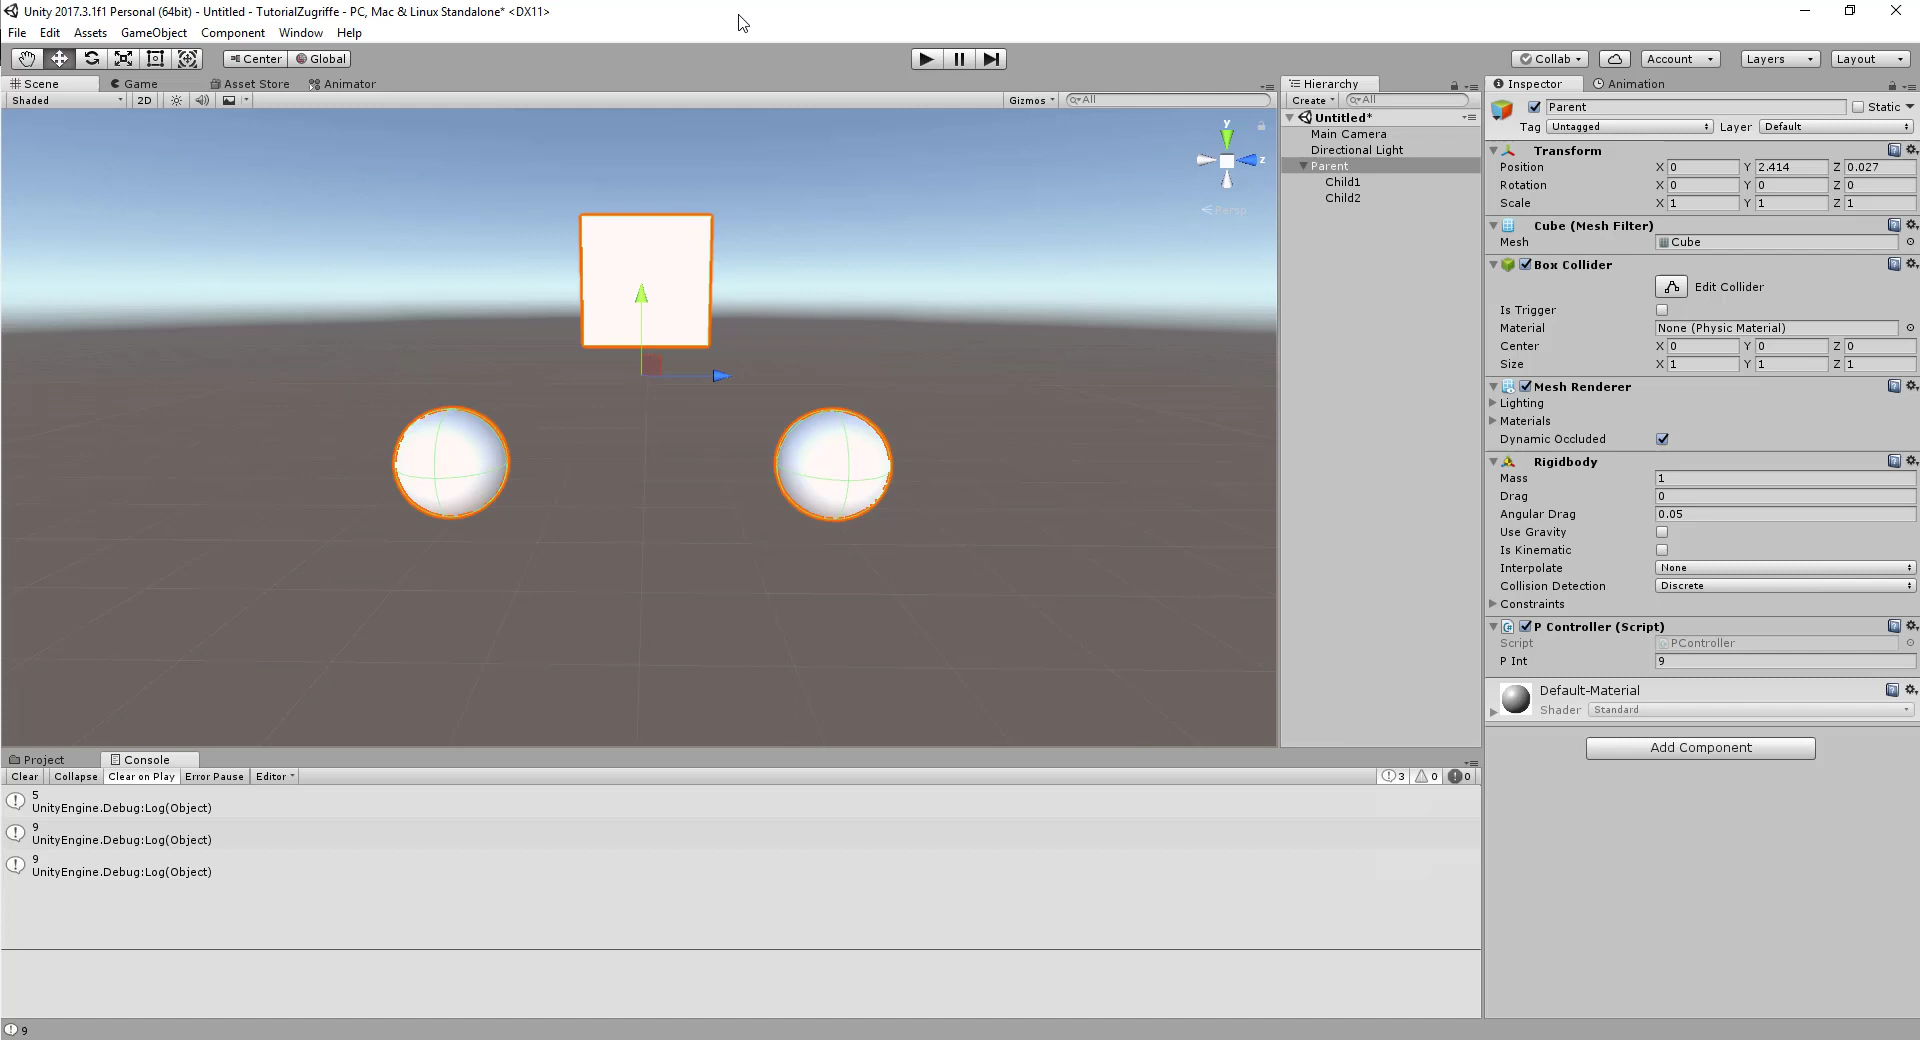 Unity 2017.3.1f1 Personal (64bit) - Untitled - TutorialZugriffe - PC, Mac & Linux Standalone* <DX11>
File Edit Assets GameObject Component Window Help
Center Global Collab Account Layers Layout
Scene Game Asset Store Animator
Shaded 2D Gizmos All
y
z
Persp
Hierarchy
Create All
Untitled*
Main Camera
Directional Light
Parent
Child1
Child2
Inspector Animation
Parent Static
Tag Untagged Layer Default
Transform
Position X 0 Y 2.414 Z 0.027
Rotation X 0 Y 0 Z 0
Scale X 1 Y 1 Z 1
Cube (Mesh Filter)
Mesh Cube
Box Collider
Edit Collider
Is Trigger
Material None (Physic Material)
Center X 0 Y 0 Z 0
Size X 1 Y 1 Z 1
Mesh Renderer
Lighting
Materials
Dynamic Occluded
Rigidbody
Mass 1
Drag 0
Angular Drag 0.05
Use Gravity
Is Kinematic
Interpolate None
Collision Detection Discrete
Constraints
P Controller (Script)
Script PController
P Int 9
Default-Material
Shader Standard
Add Component
Project Console
Clear Collapse Clear on Play Error Pause Editor 3 0 0
5
UnityEngine.Debug:Log(Object)
9
UnityEngine.Debug:Log(Object)
9
UnityEngine.Debug:Log(Object)
9